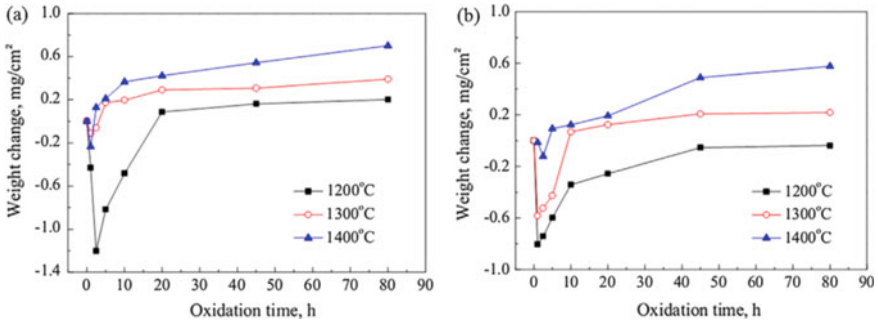 (a)
Weight change, mg/cm²
1.0
0.6
0.2
-0.2
-0.6
-1.0
-1.4
1200°C
1300°C
1400°C
0 10 20 30 40 50 60 70 80 90
Oxidation time, h
(b)
Weight change, mg/cm²
1.0
0.6
0.2
-0.2
-0.6
-1.0
1200°C
1300°C
1400°C
0 10 20 30 40 50 60 70 80 90
Oxidation time, h